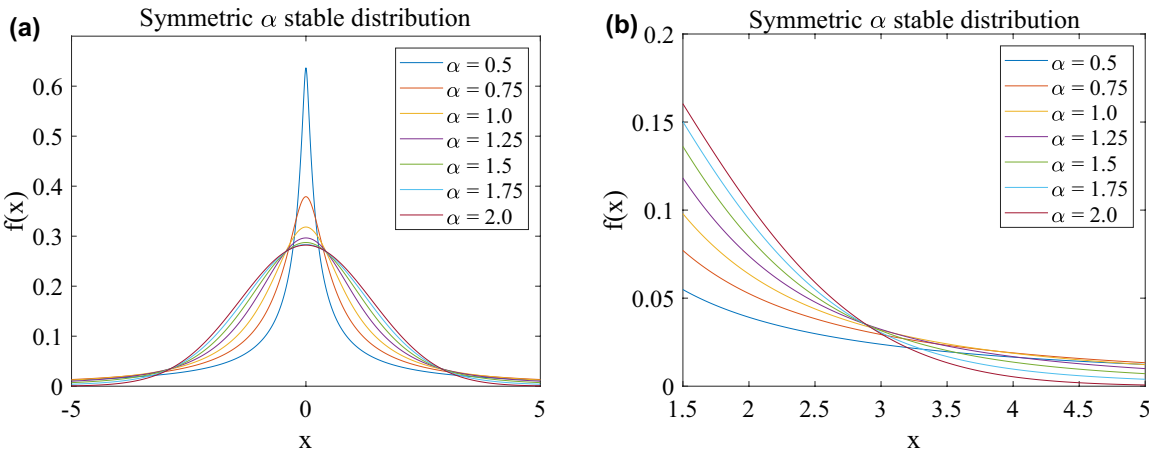 (a)
Symmetric α stable distribution
f(x)
0.6
0.5
0.4
0.3
0.2
0.1
0
-5
0
5
x
α = 0.5
α = 0.75
α = 1.0
α = 1.25
α = 1.5
α = 1.75
α = 2.0
(b)
Symmetric α stable distribution
f(x)
0.2
0.15
0.1
0.05
0
1.5
2
2.5
3
3.5
4
4.5
5
x
α = 0.5
α = 0.75
α = 1.0
α = 1.25
α = 1.5
α = 1.75
α = 2.0